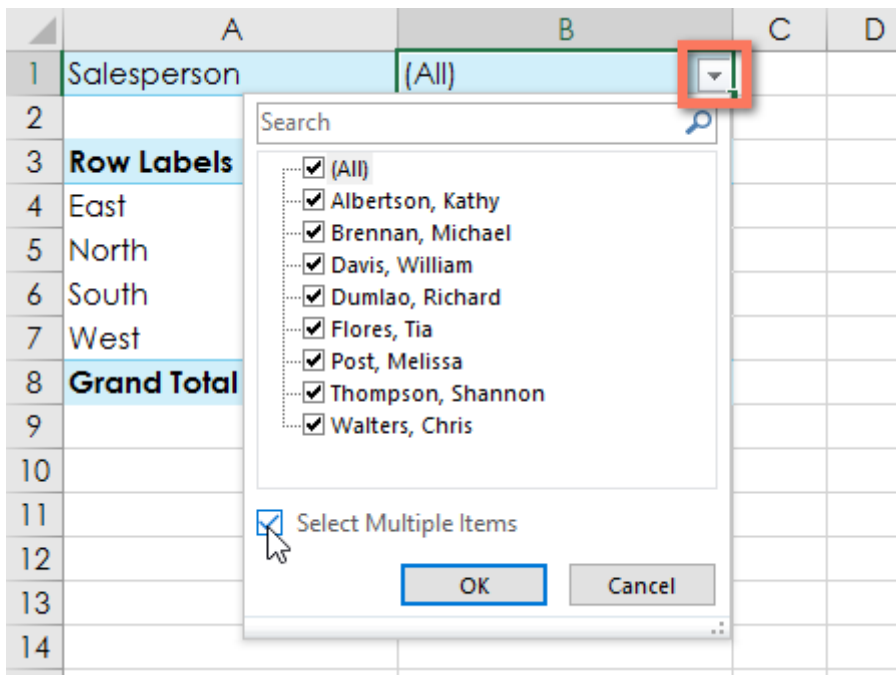 A B C D
1 Salesperson (All)
2 Search
3 Row Labels (All)
4 East Albertson, Kathy
5 North Brennan, Michael
Davis, William
6 South Dumlao, Richard
7 West Flores, Tia
Post, Melissa
8 Grand Total Thompson, Shannon
9 Walters, Chris
10
11 Select Multiple Items
12
13 OK Cancel
14